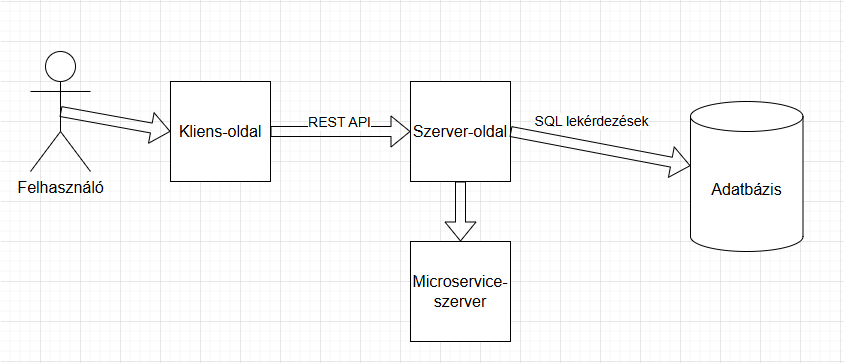 Felhasználó
Kliens-oldal
REST API
Szerver-oldal
SQL lekérdezések
Adatbázis
Microservice-
szerver